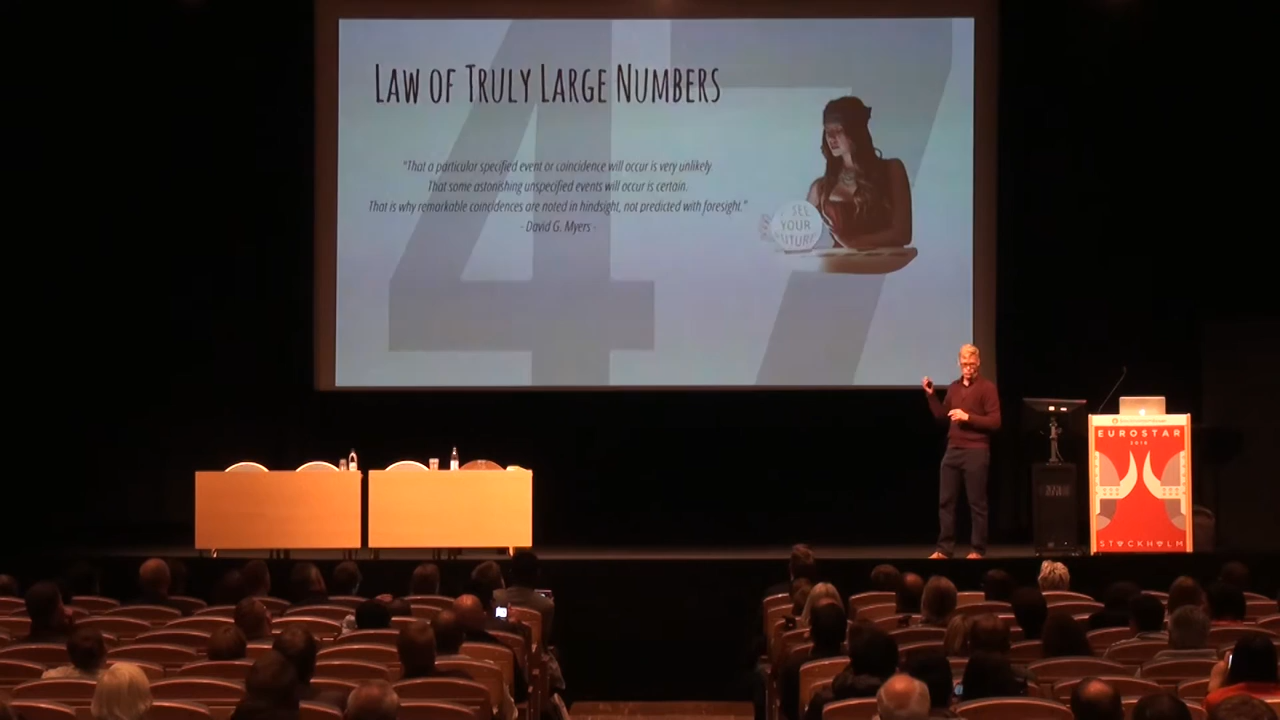 47
LAW OF TRULY LARGE NUMBERS
"That a particular specified event or coincidence will occur is very unlikely
That some astonishing unspecified events will occur is certain.
That is why remarkable coincidences are noted in hindsight, not predicted with foresight."
- David G. Myers -
SEE
YOUR
FUTURE
EUROSTAR
STOCKHOLM